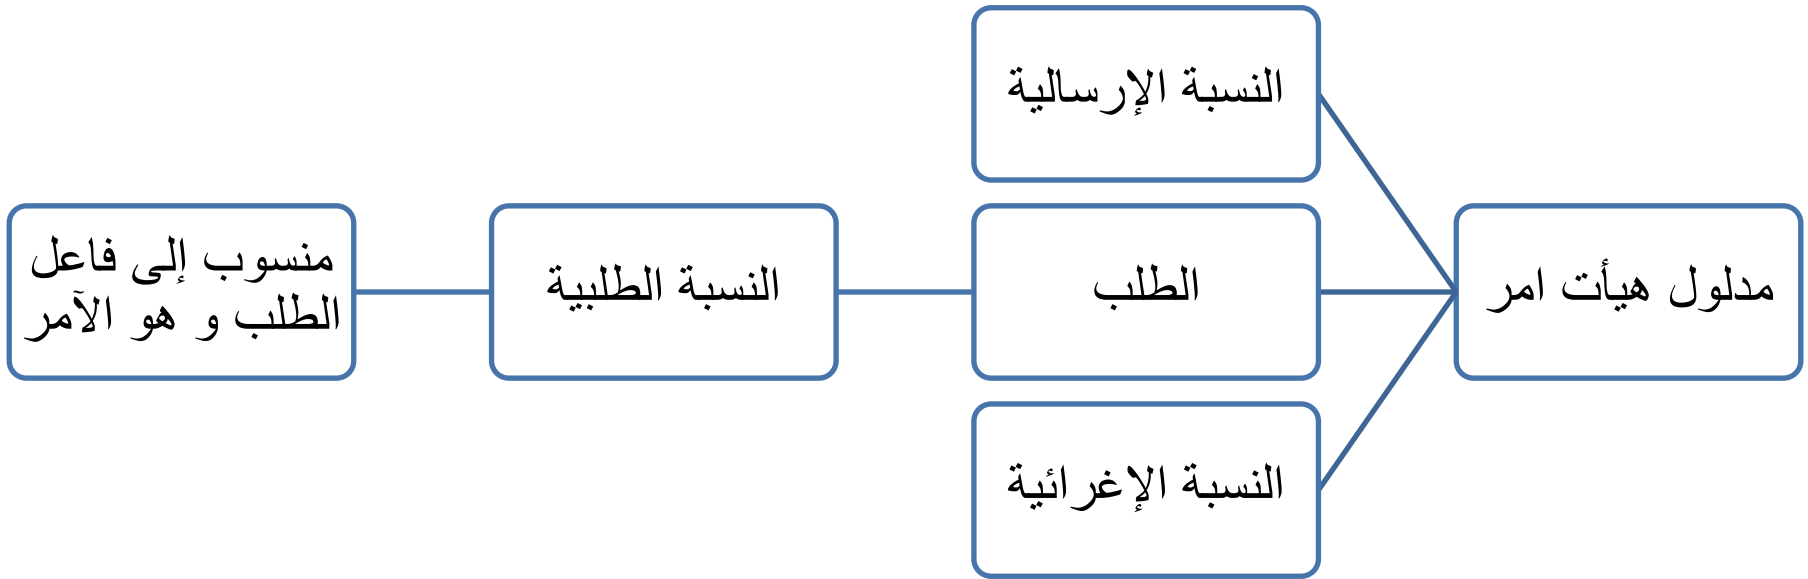 مدلول هيأت امر
النسبة الإرسالية
الطلب
النسبة الطلبية
منسوب إلى فاعل
الطلب و هو الآمر
النسبة الإغرائية